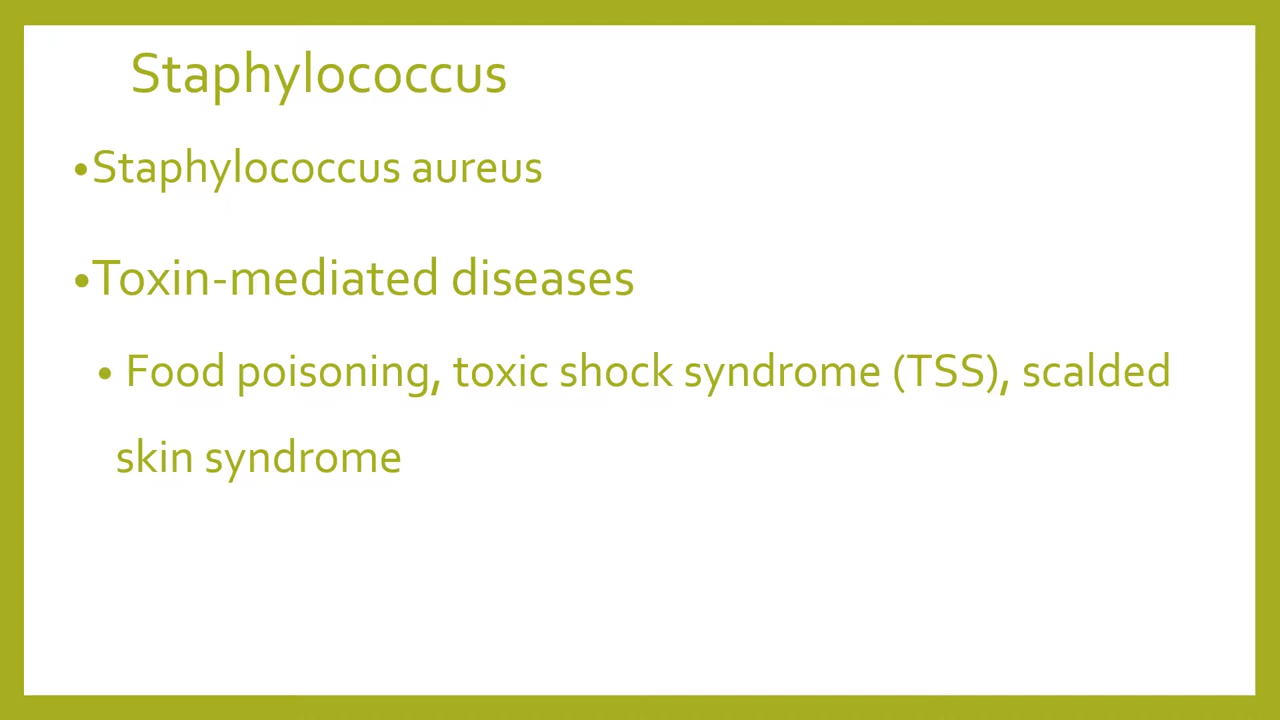 Staphylococcus
•Staphylococcus aureus
•Toxin-mediated diseases
• Food poisoning, toxic shock syndrome (TSS), scalded
skin syndrome